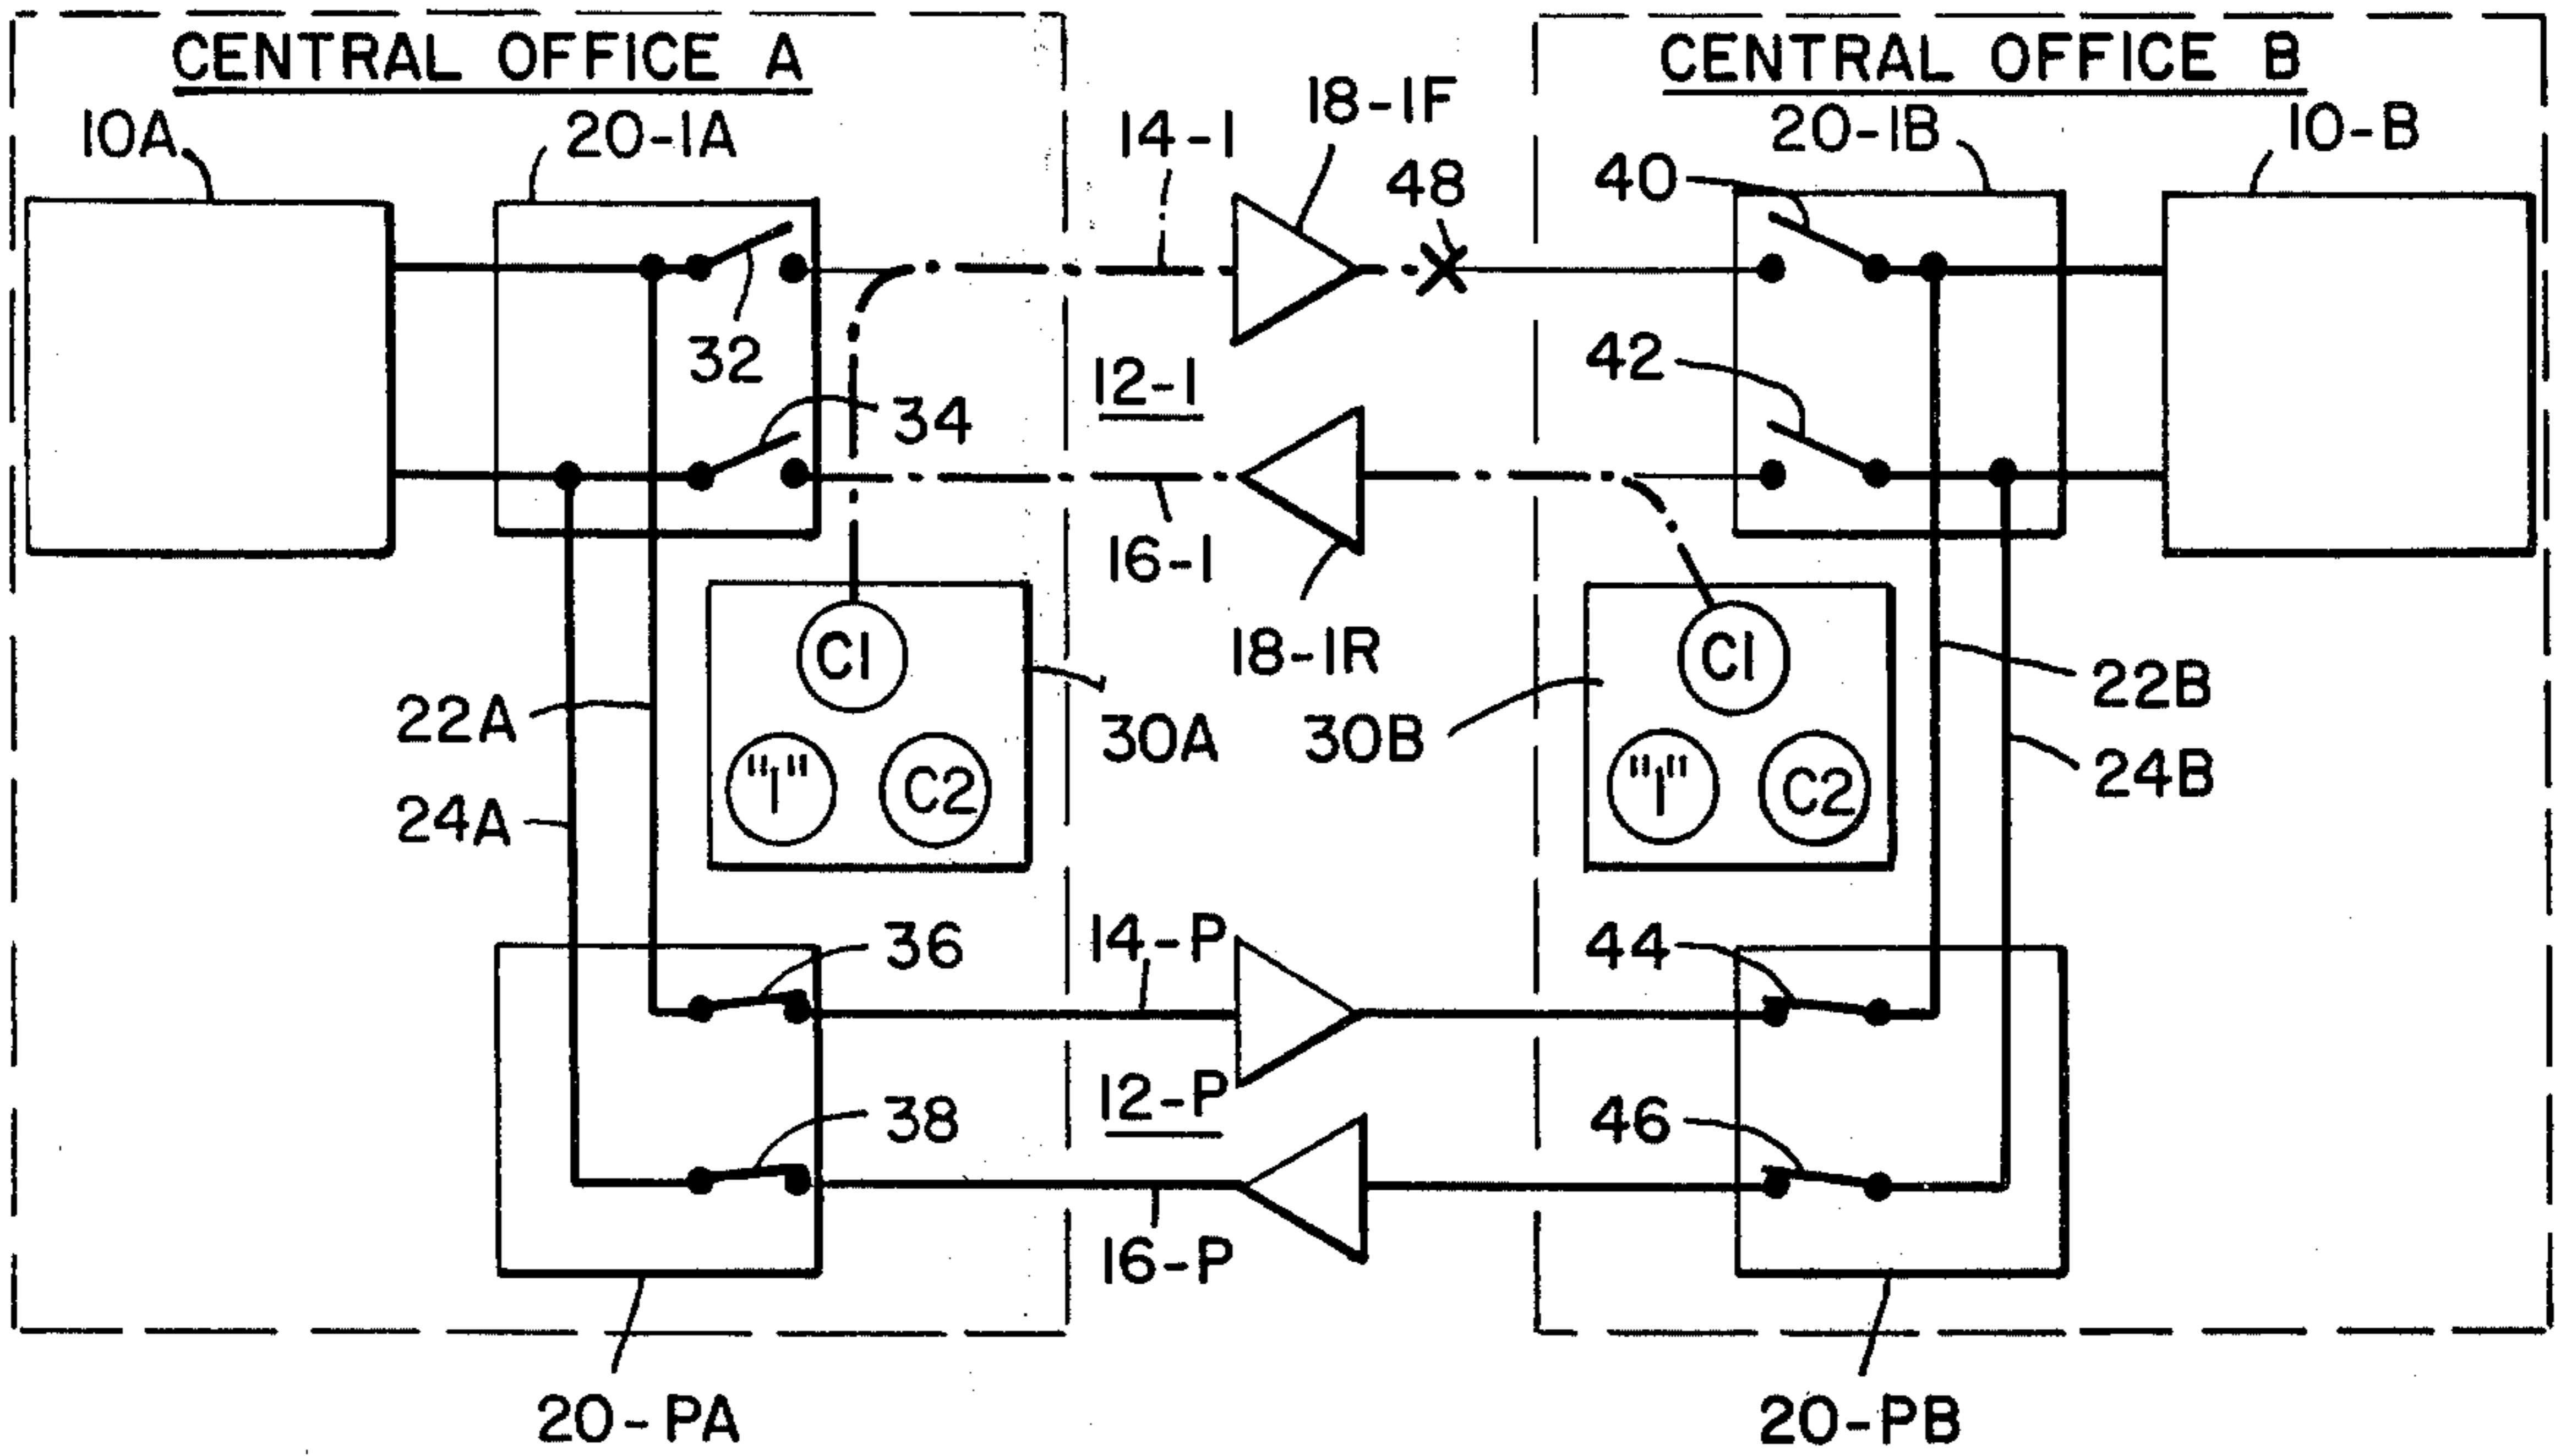 CENTRAL OFFICE A
CENTRAL OFFICE B
10A
20-1A
14-1
18-1F
48
40
20-1B
10-B
32
34
12-1
42
16-1
18-1R
C1
"1"
C2
30A
30B
C1
"1"
C2
22A
24A
22B
24B
36
14-P
44
38
12-P
46
16-P
20-PA
20-PB